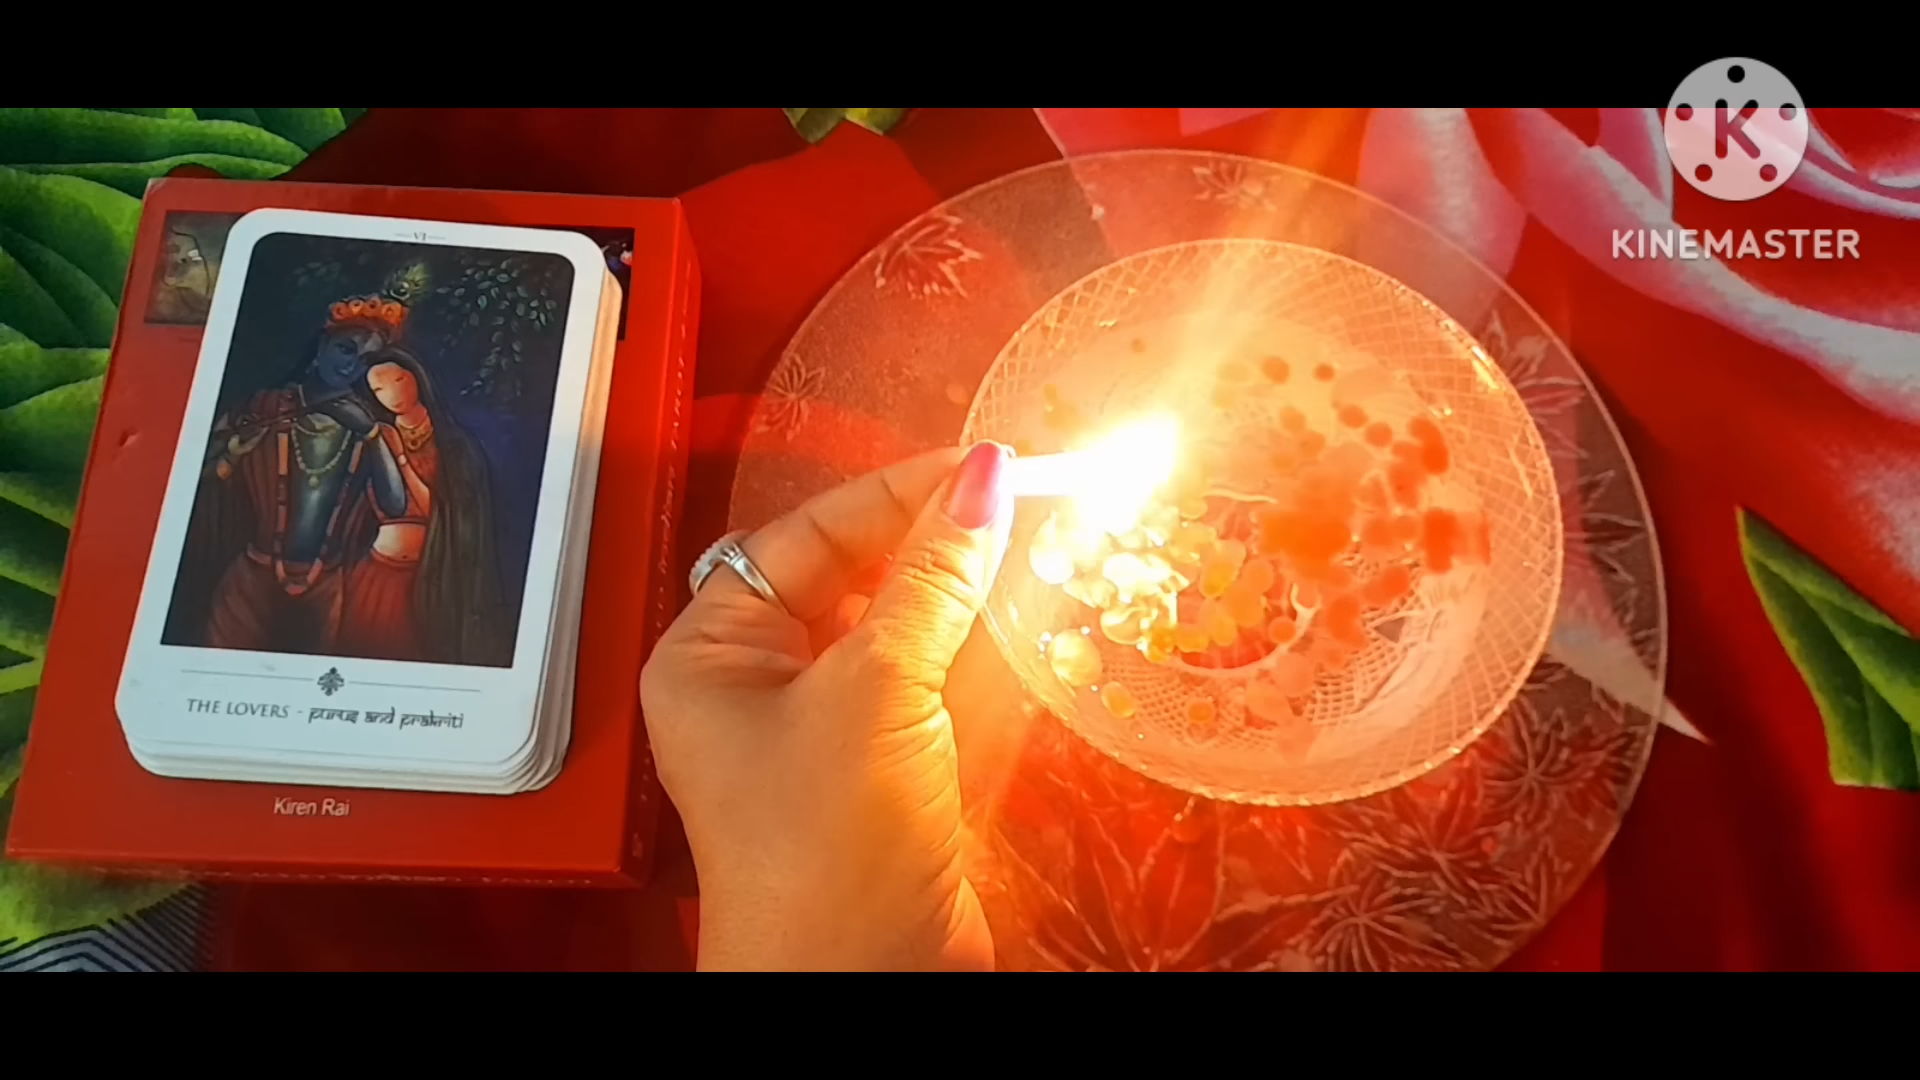 VI
K
KINEMASTER
THE LOVERS - purus and prakriti
Kiren Rai